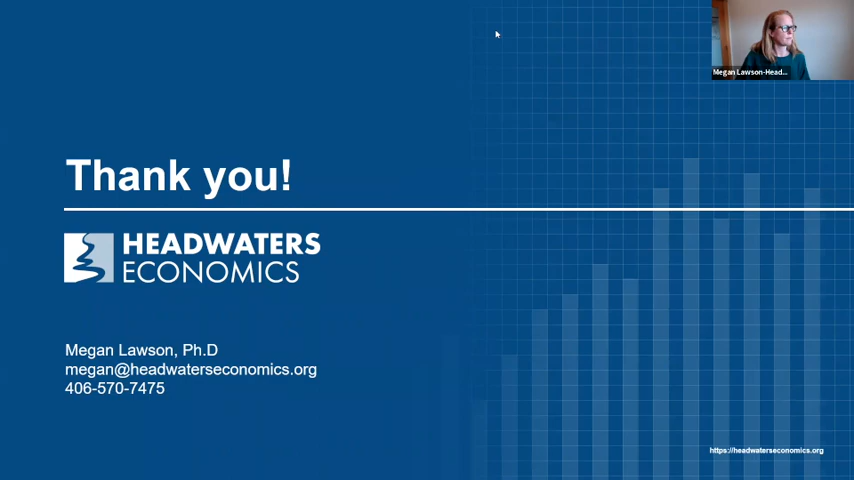 Megan Lawson-Head...
Thank you!
HEADWATERS
ECONOMICS
Megan Lawson, Ph.D
megan@headwaterseconomics.org
406-570-7475
https://headwaterseconomics.org